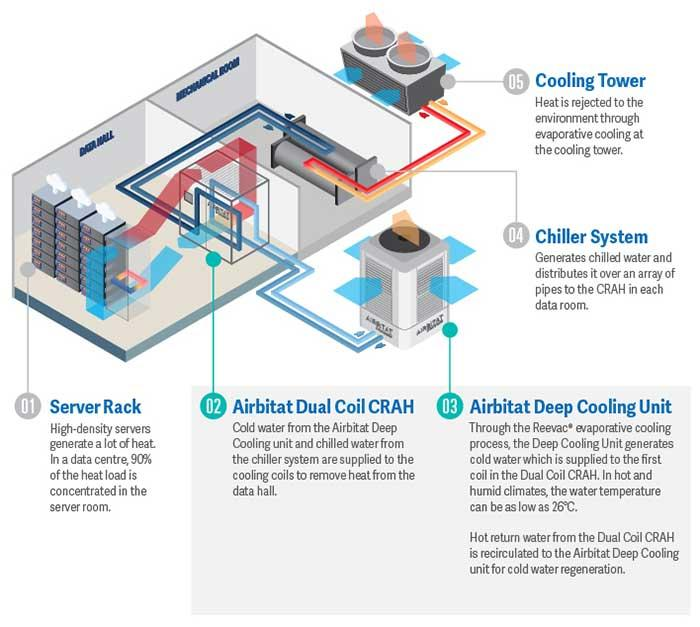 MECHANICAL ROOM
DATA HALL
05 Cooling Tower
Heat is rejected to the
environment through
evaporative cooling at
the cooling tower.
04 Chiller System
Generates chilled water and
distributes it over an array of
pipes to the CRAH in each
data room.
AIRBITAT
AIRBITAT
AIRBITAT
01 Server Rack
High-density servers
generate a lot of heat.
In a data centre, 90%
of the heat load is
concentrated in the
server room.
02 Airbitat Dual Coil CRAH
Cold water from the Airbitat Deep
Cooling unit and chilled water from
the chiller system are supplied to the
cooling coils to remove heat from the
data hall.
03 Airbitat Deep Cooling Unit
Through the Reevac® evaporative cooling
process, the Deep Cooling Unit generates
cold water which is supplied to the first
coil in the Dual Coil CRAH. In hot and
humid climates, the water temperature
can be as low as 26°C.
Hot return water from the Dual Coil CRAH
is recirculated to the Airbitat Deep Cooling
unit for cold water regeneration.